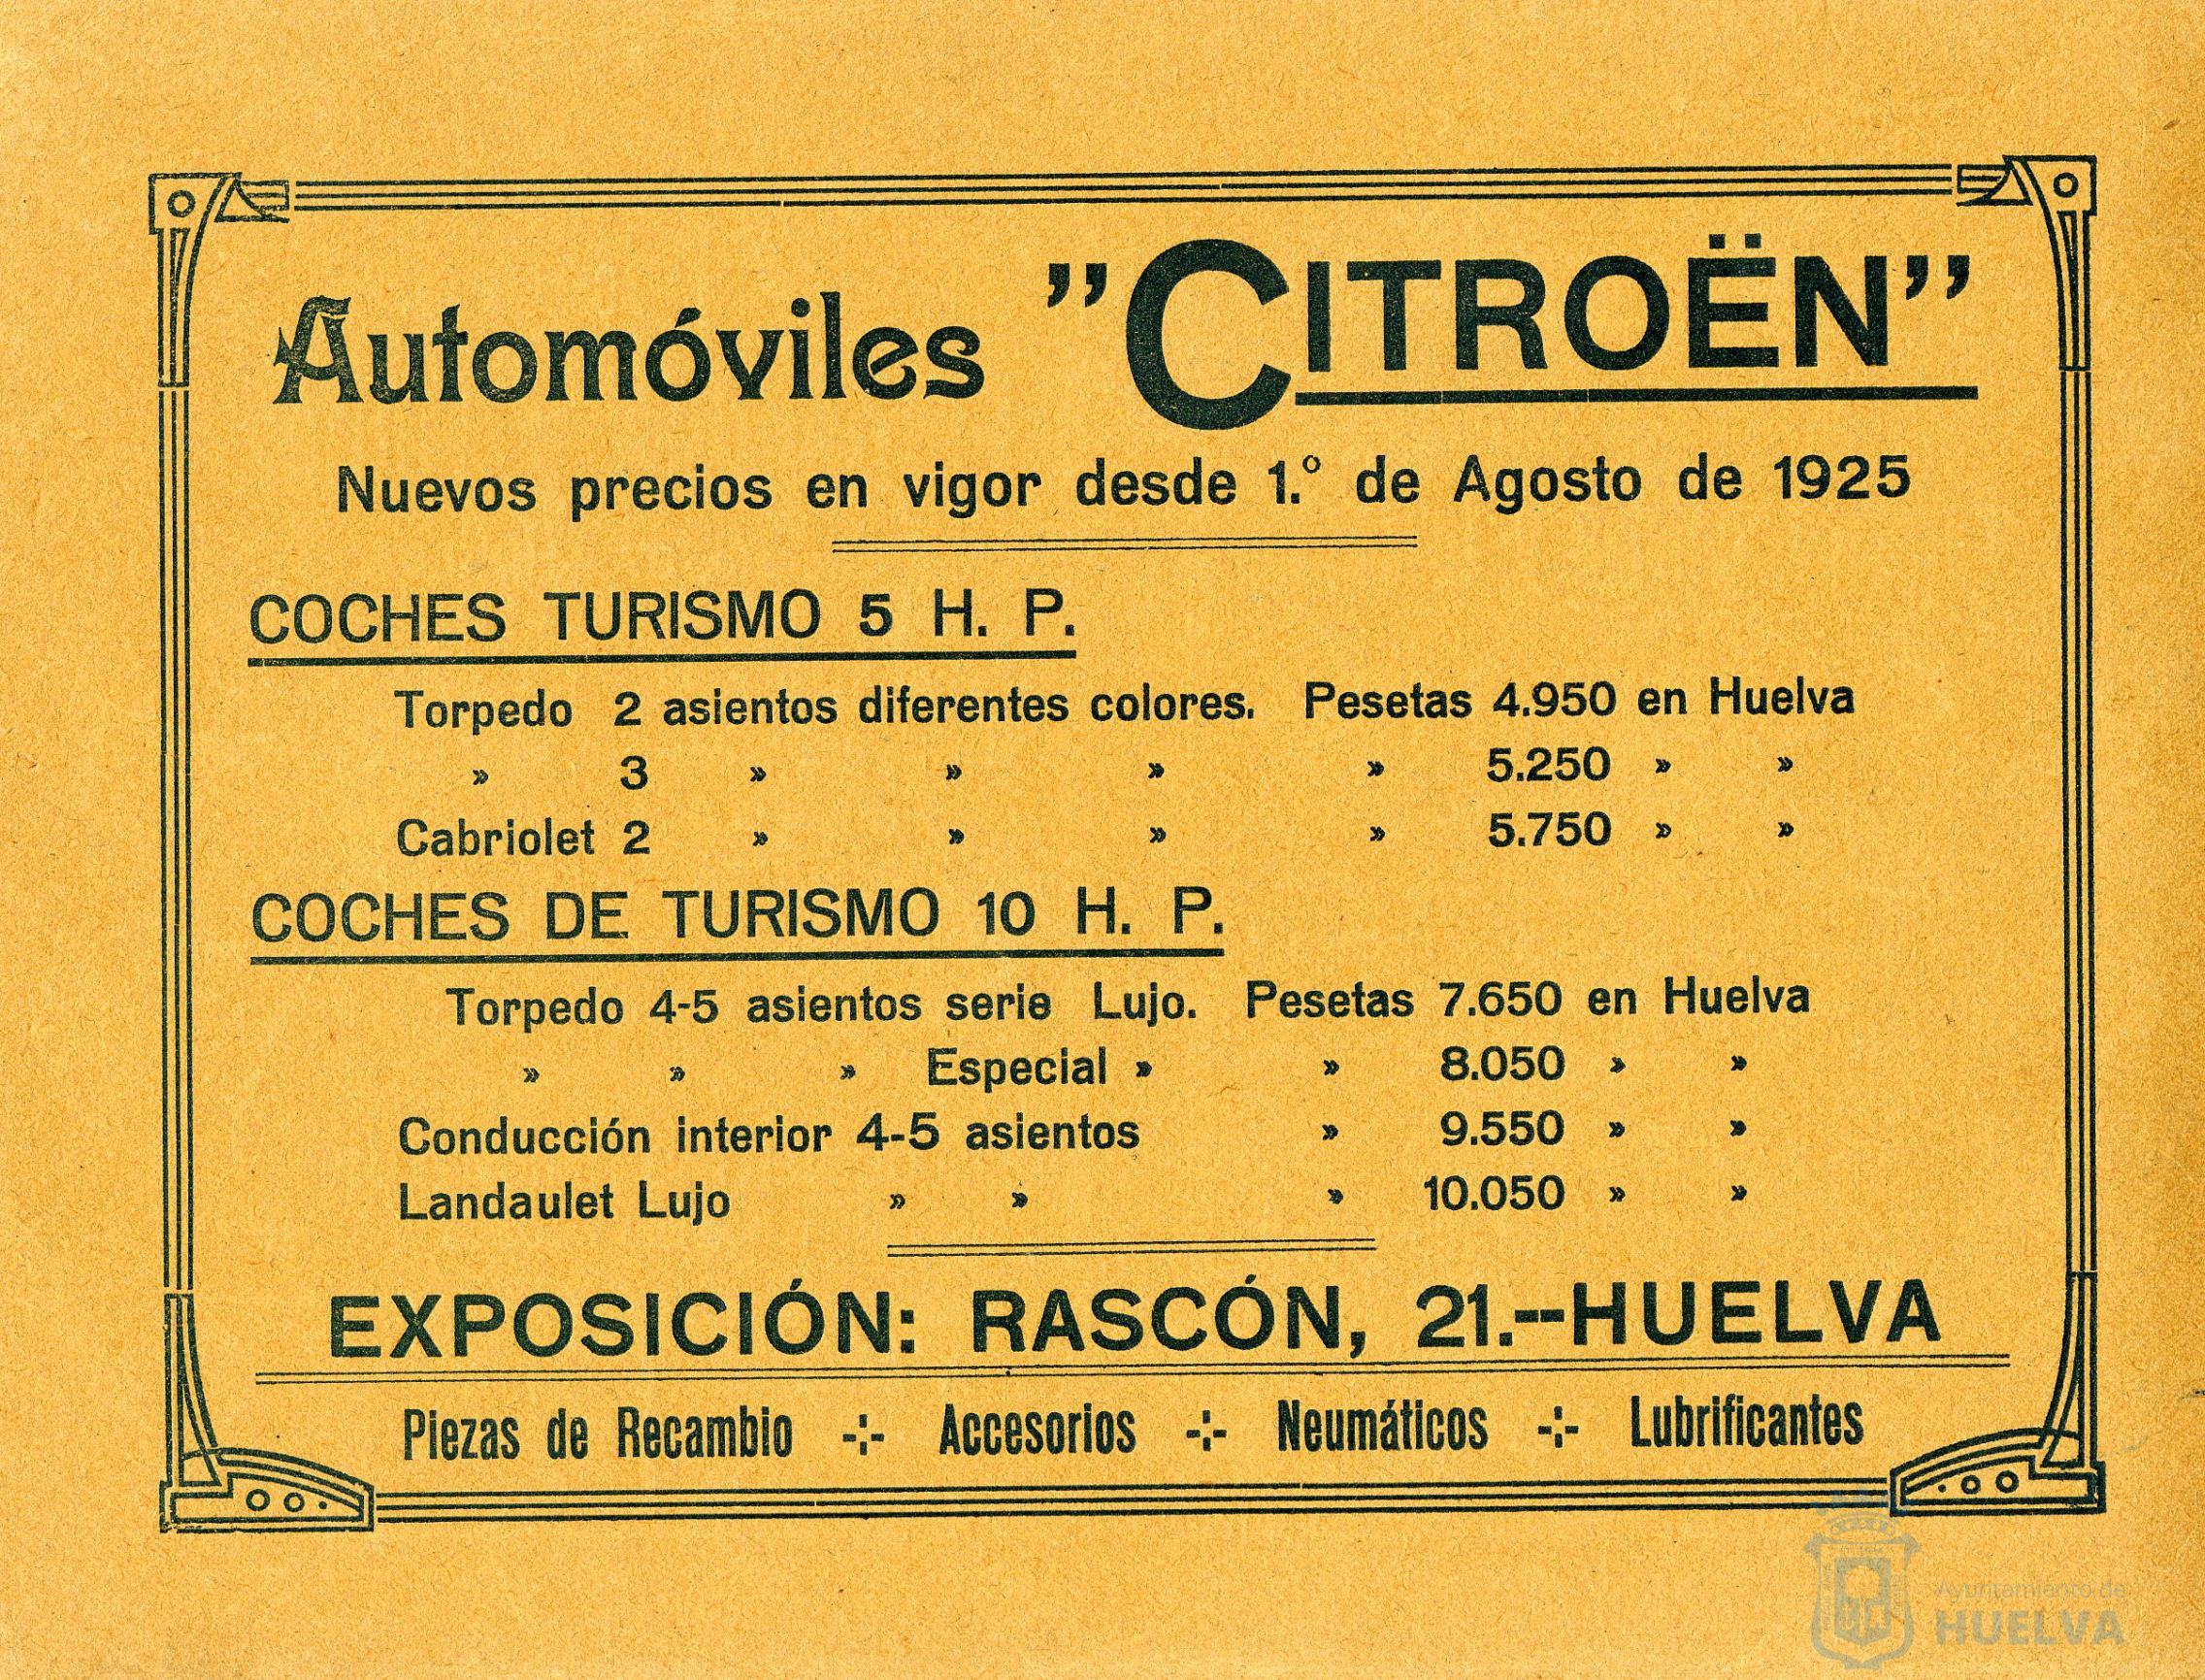 Automóviles "CITROËN"
Nuevos precios en vigor desde 1.º de Agosto de 1925
COCHES TURISMO 5 H. P.
Torpedo 2 asientos diferentes colores. Pesetas 4.950 en Huelva
» 3 » » » » 5.250 » »
Cabriolet 2 » » » » 5.750 » »
COCHES DE TURISMO 10 H. P.
Torpedo 4-5 asientos serie Lujo. Pesetas 7.650 en Huelva
» » » Especial » » 8.050 » »
Conducción interior 4-5 asientos » 9.550 » »
Landaulet Lujo » » » 10.050 » »
EXPOSICIÓN: RASCÓN, 21.--HUELVA
Piezas de Recambio -:- Accesorios -:- Neumáticos -:- Lubrificantes
Ayuntamiento de
HUELVA